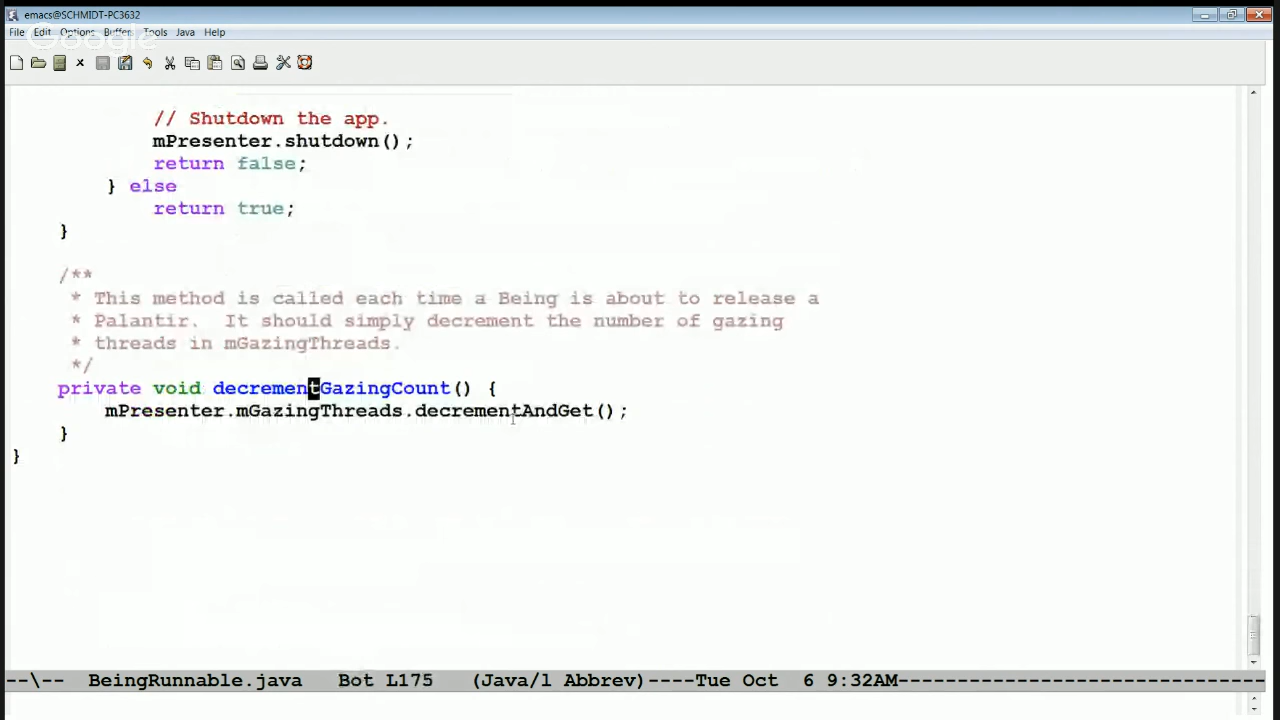 emacs@SCHMIDT-PC3632
File Edit Options Buffer Tools Java Help
Google
// Shutdown the app.
mPresenter.shutdown();
return false;
} else
return true;
}
/**
* This method is called each time a Being is about to release a
* Palantir. It should simply decrement the number of gazing
* threads in mGazingThreads.
*/
private void decrementGazingCount() {
mPresenter.mGazingThreads.decrementAndGet();
}
}
--\-- BeingRunnable.java Bot L175 (Java/l Abbrev)----Tue Oct 6 9:32AM-------------------------------